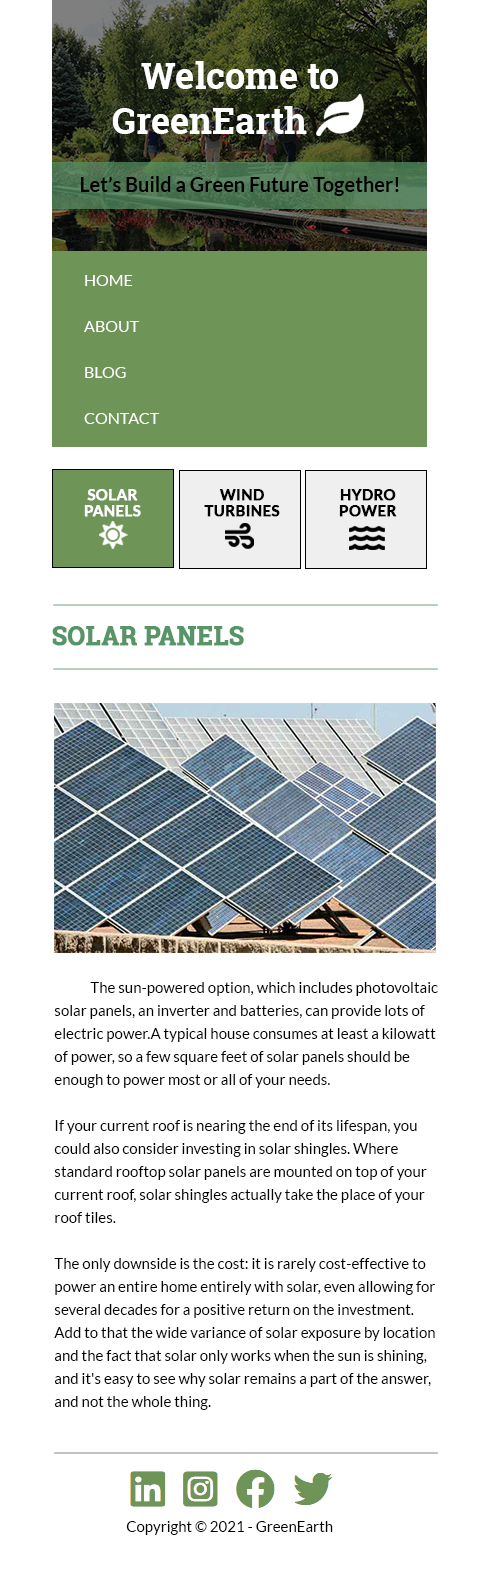 Welcome to
GreenEarth
Let's Build a Green Future Together!
HOME
ABOUT
BLOG
CONTACT
SOLAR
PANELS
WIND
TURBINES
HYDRO
POWER
SOLAR PANELS
The sun-powered option, which includes photovoltaic
solar panels, an inverter and batteries, can provide lots of
electric power.A typical house consumes at least a kilowatt
of power, so a few square feet of solar panels should be
enough to power most or all of your needs.
If your current roof is nearing the end of its lifespan, you
could also consider investing in solar shingles. Where
standard rooftop solar panels are mounted on top of your
current roof, solar shingles actually take the place of your
roof tiles.
The only downside is the cost: it is rarely cost-effective to
power an entire home entirely with solar, even allowing for
several decades for a positive return on the investment.
Add to that the wide variance of solar exposure by location
and the fact that solar only works when the sun is shining,
and it's easy to see why solar remains a part of the answer,
and not the whole thing.
Copyright © 2021 - GreenEarth